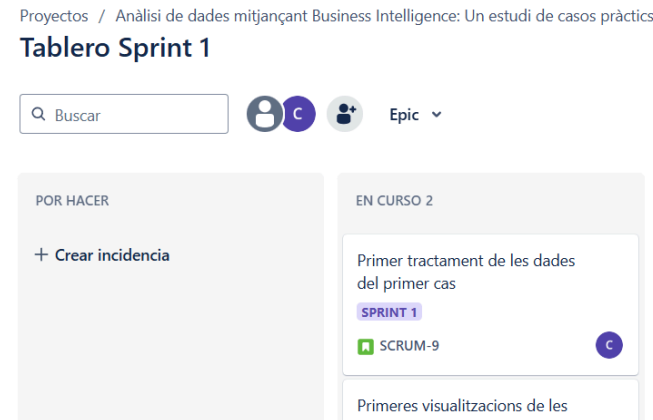 Proyectos / Anàlisi de dades mitjançant Business Intelligence: Un estudi de casos pràctics
Tablero Sprint 1
Buscar
C
Epic
POR HACER
+ Crear incidencia
EN CURSO 2
Primer tractament de les dades
del primer cas
SPRINT 1
SCRUM-9
C
Primeres visualitzacions de les